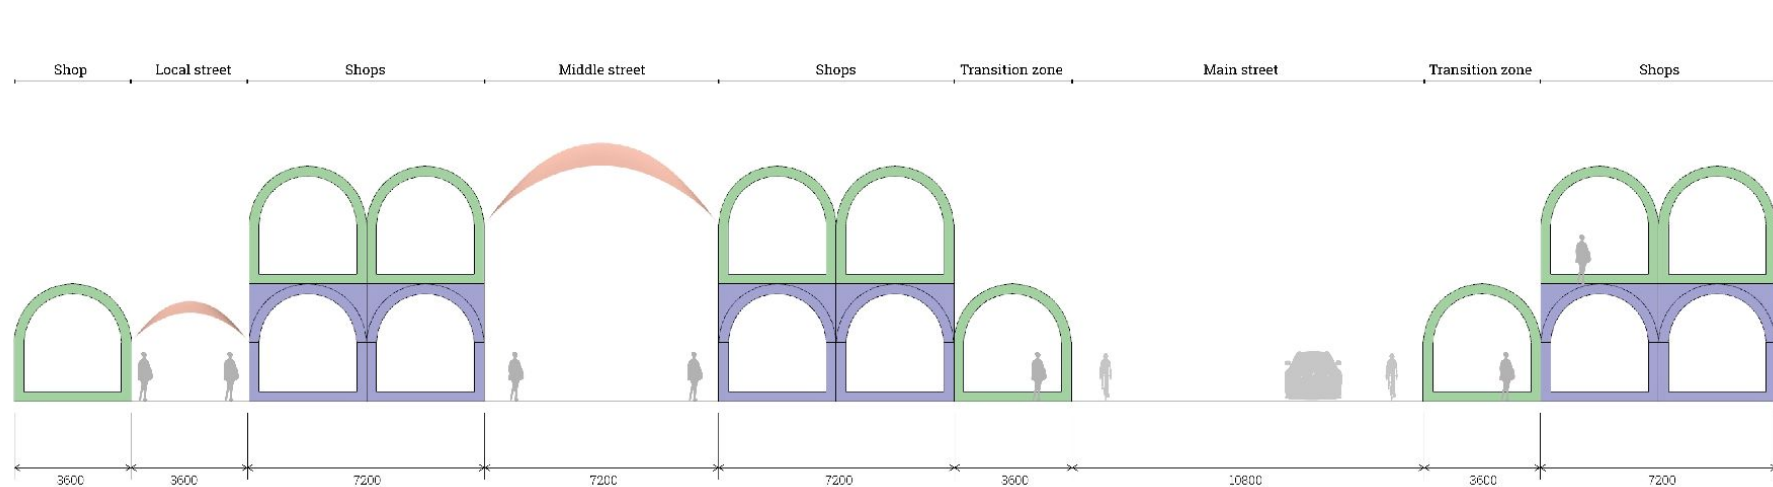 Shop Local street Shops Middle street Shops Transition zone Main street Transition zone Shops
3600 3600 7200 7200 7200 3600 10800 3600 7200